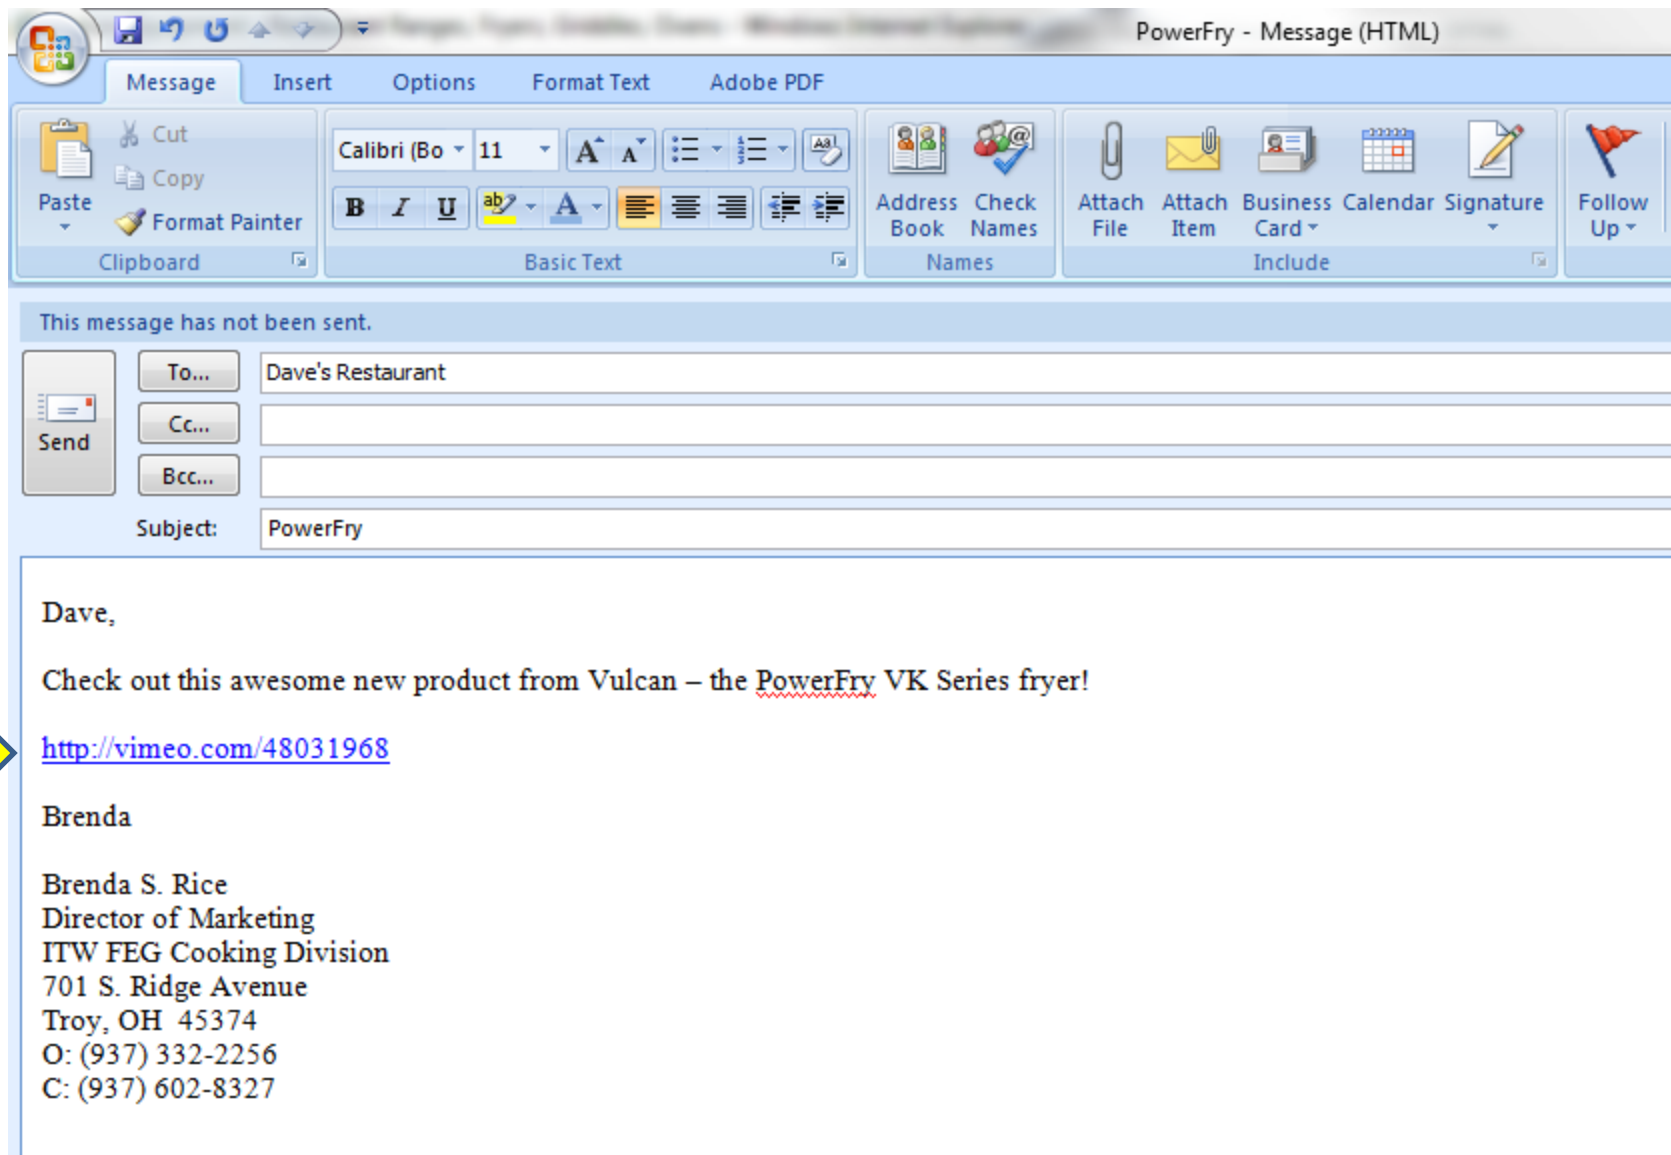 PowerFry - Message (HTML)
Message Insert Options Format Text Adobe PDF
Paste
Cut
Copy
Format Painter
Clipboard
Calibri (Bo 11
B I U
Basic Text
Address Book
Check Names
Names
Attach File
Attach Item
Business Card
Calendar
Signature
Include
Follow Up
This message has not been sent.
Send
To... Dave's Restaurant
Cc...
Bcc...
Subject: PowerFry
Dave,
Check out this awesome new product from Vulcan – the PowerFry VK Series fryer!
http://vimeo.com/48031968
Brenda
Brenda S. Rice
Director of Marketing
ITW FEG Cooking Division
701 S. Ridge Avenue
Troy, OH  45374
O: (937) 332-2256
C: (937) 602-8327